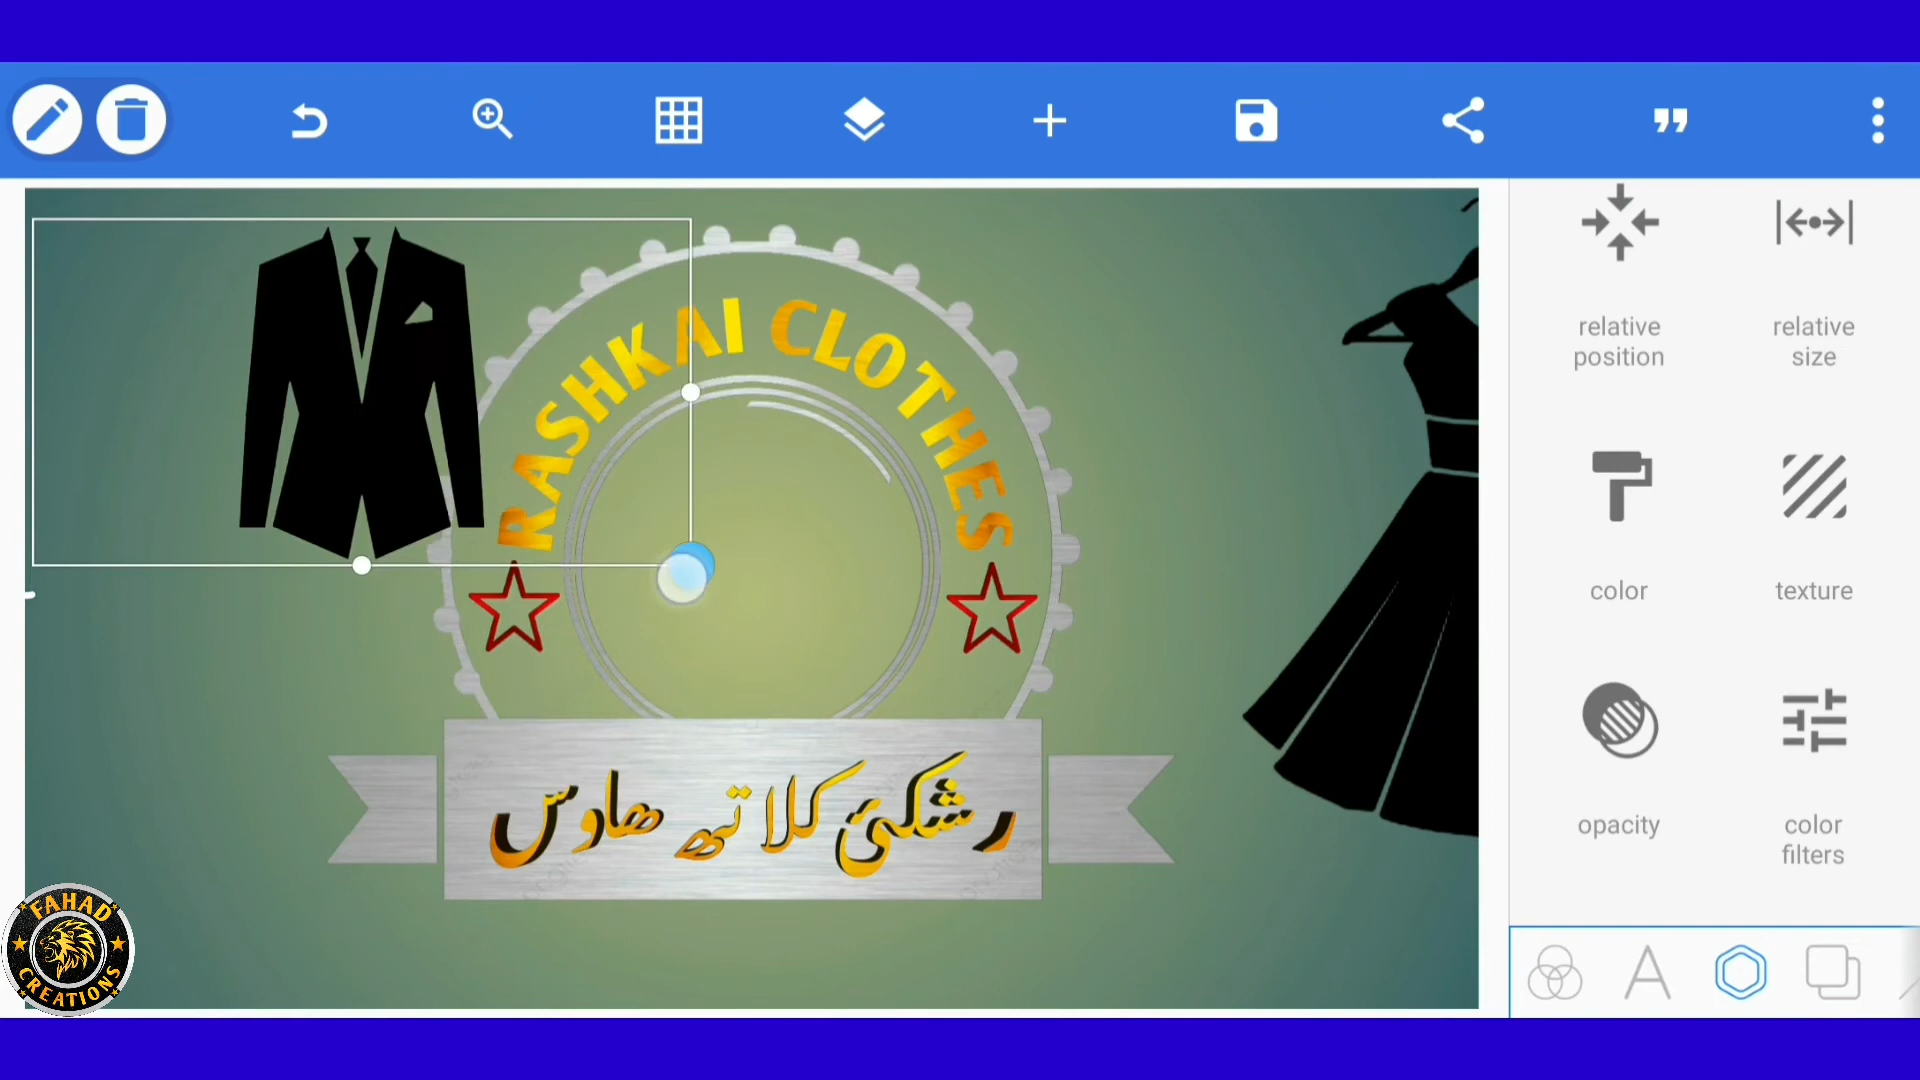 RASHKAI CLOTHES
رشکئ کلاتھ ھاوس
relative
position
relative
size
color
texture
opacity
color
filters
FAHAD
CREATIONS